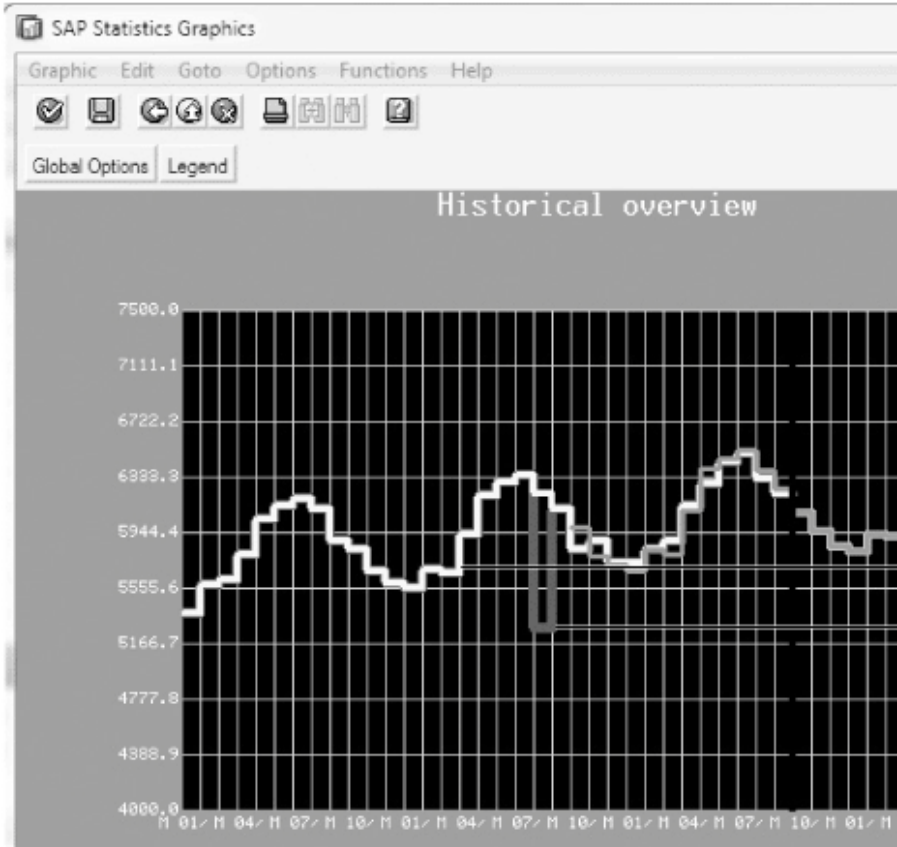 SAP Statistics Graphics
Graphic Edit Goto Options Functions Help
Global Options Legend
Historical overview
7500.0
7111.1
6722.2
6333.3
5944.4
5555.6
5166.7
4777.8
4388.9
4000.0
M 01/ M 04/ M 07/ M 10/ M 01/ M 04/ M 07/ M 10/ M 01/ M 04/ M 07/ M 10/ M 01/ M